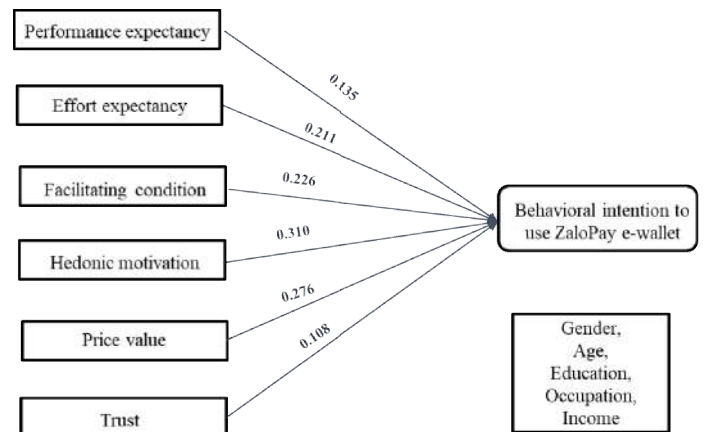 Performance expectancy
0.135
Effort expectancy
0.211
Facilitating condition
0.226
Hedonic motivation
0.310
Price value
0.276
Trust
0.108
Behavioral intention to
use ZaloPay e-wallet
Gender,
Age,
Education,
Occupation,
Income